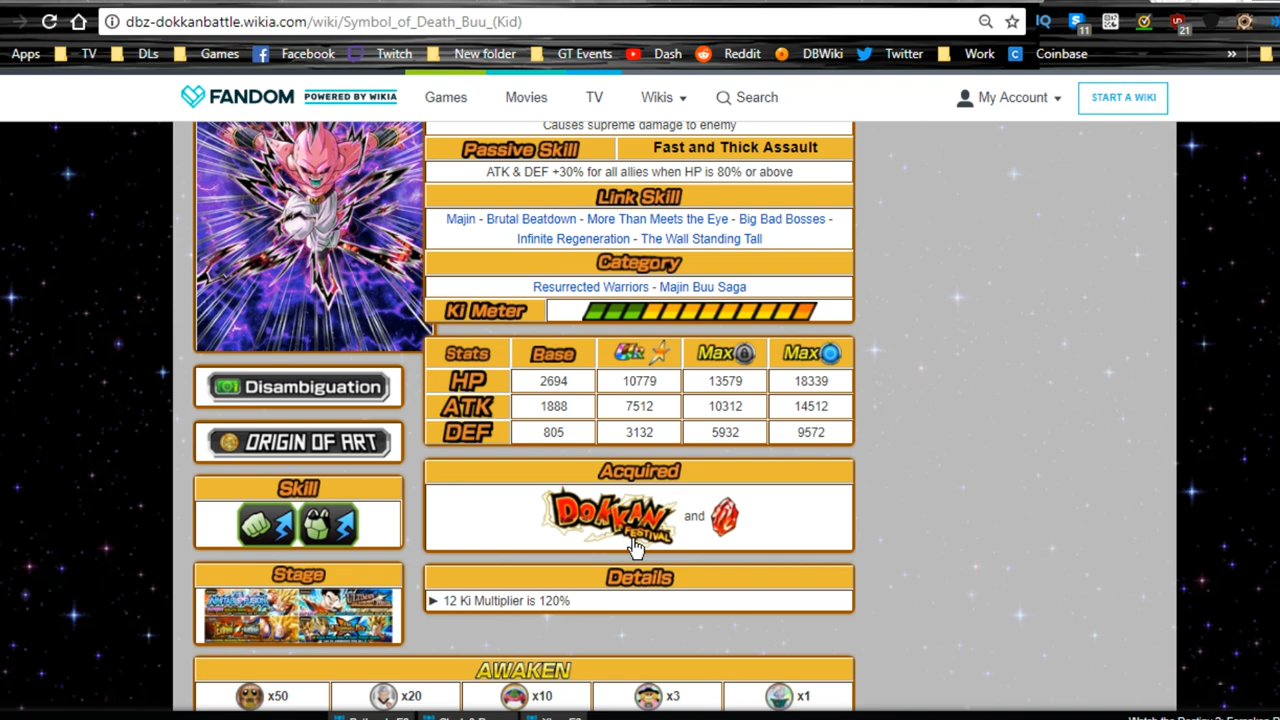 dbz-dokkanbattle.wikia.com/wiki/Symbol_of_Death_Buu_(Kid)
11
21
Apps TV DLs Games Facebook Twitch New folder GT Events Dash Reddit DBWiki Twitter Work Coinbase »
FANDOM POWERED BY WIKIA Games Movies TV Wikis Search My Account START A WIKI
Causes supreme damage to enemy
Passive Skill Fast and Thick Assault
ATK & DEF +30% for all allies when HP is 80% or above
Link Skill
Majin - Brutal Beatdown - More Than Meets the Eye - Big Bad Bosses -
Infinite Regeneration - The Wall Standing Tall
Category
Resurrected Warriors - Majin Buu Saga
Ki Meter
Stats Base Max Max
HP 2694 10779 13579 18339
ATK 1888 7512 10312 14512
DEF 805 3132 5932 9572
Disambiguation
ORIGIN OF ART
Skill
Stage
Acquired
DOKKAN FESTIVAL and
Details
► 12 Ki Multiplier is 120%
AWAKEN
x50 x20 x10 x3 x1